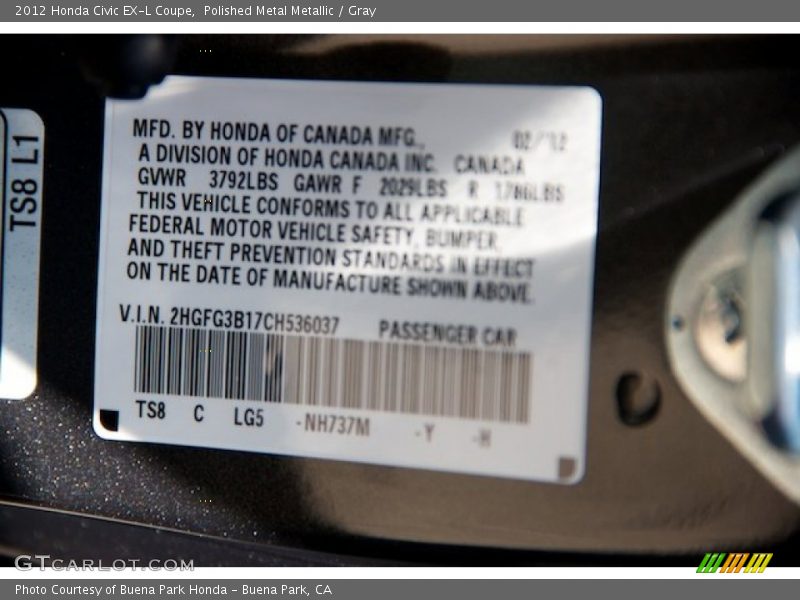 2012 Honda Civic EX-L Coupe, Polished Metal Metallic / Gray
TS8 L1
MFD. BY HONDA OF CANADA MFG., 02/'12
A DIVISION OF HONDA CANADA INC. CANADA
GVWR 3792LBS GAWR F 2029LBS R 1786LBS
THIS VEHICLE CONFORMS TO ALL APPLICABLE
FEDERAL MOTOR VEHICLE SAFETY, BUMPER,
AND THEFT PREVENTION STANDARDS IN EFFECT
ON THE DATE OF MANUFACTURE SHOWN ABOVE.
V.I.N. 2HGFG3B17CH536037 PASSENGER CAR
TS8 C LG5 -NH737M -Y -H
GTCARLOT.COM
Photo Courtesy of Buena Park Honda - Buena Park, CA